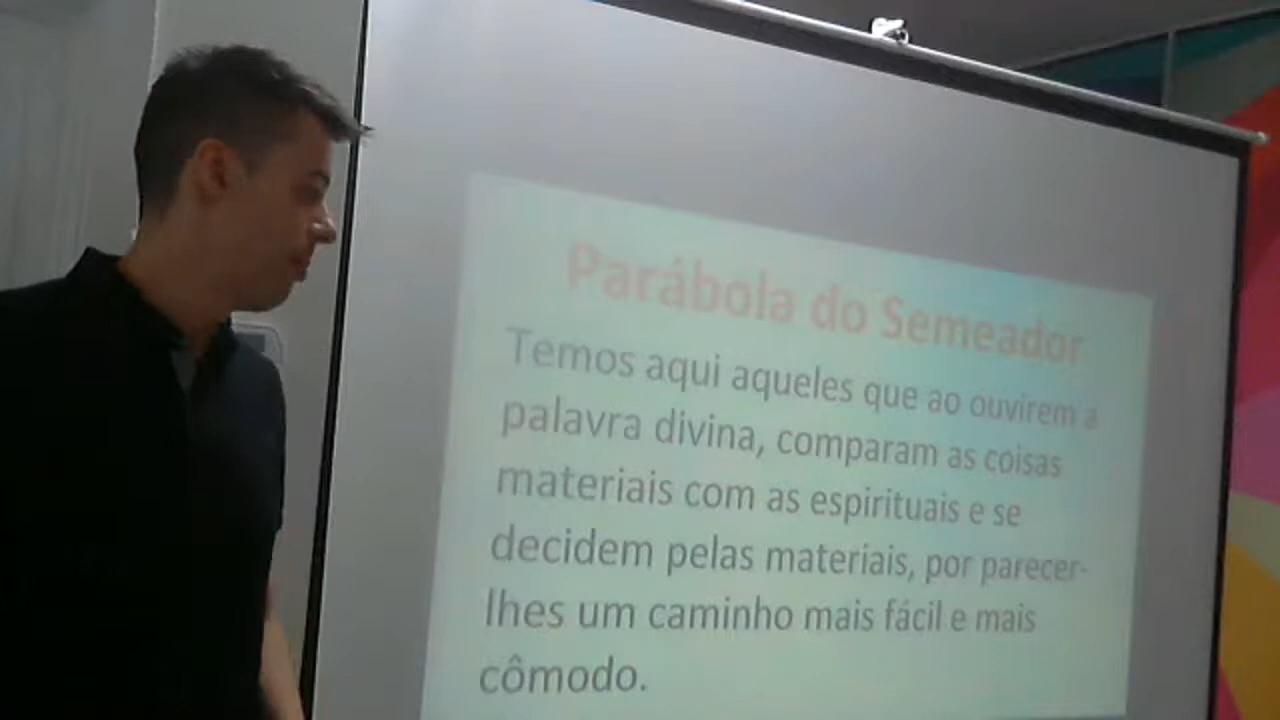 Parábola do Semeador
Temos aqui aqueles que ao ouvirem a
palavra divina, comparam as coisas
materiais com as espirituais e se
decidem pelas materiais, por parecer-
lhes um caminho mais fácil e mais
cômodo.